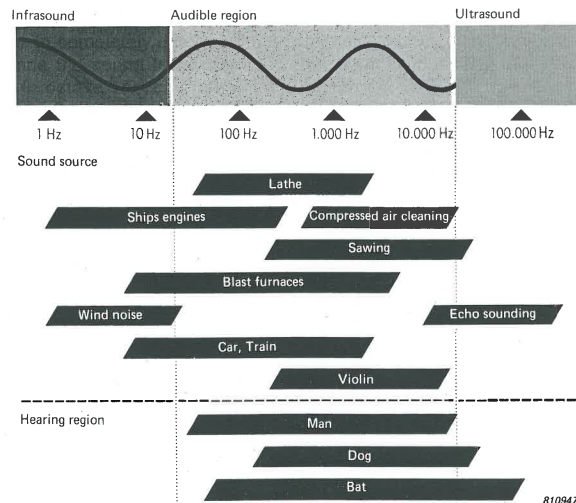 Infrasound Audible region Ultrasound
1 Hz 10 Hz 100 Hz 1.000 Hz 10.000 Hz 100.000 Hz
Sound source
Lathe
Ships engines Compressed air cleaning
Sawing
Blast furnaces
Wind noise Echo sounding
Car, Train
Violin
Hearing region
Man
Dog
Bat